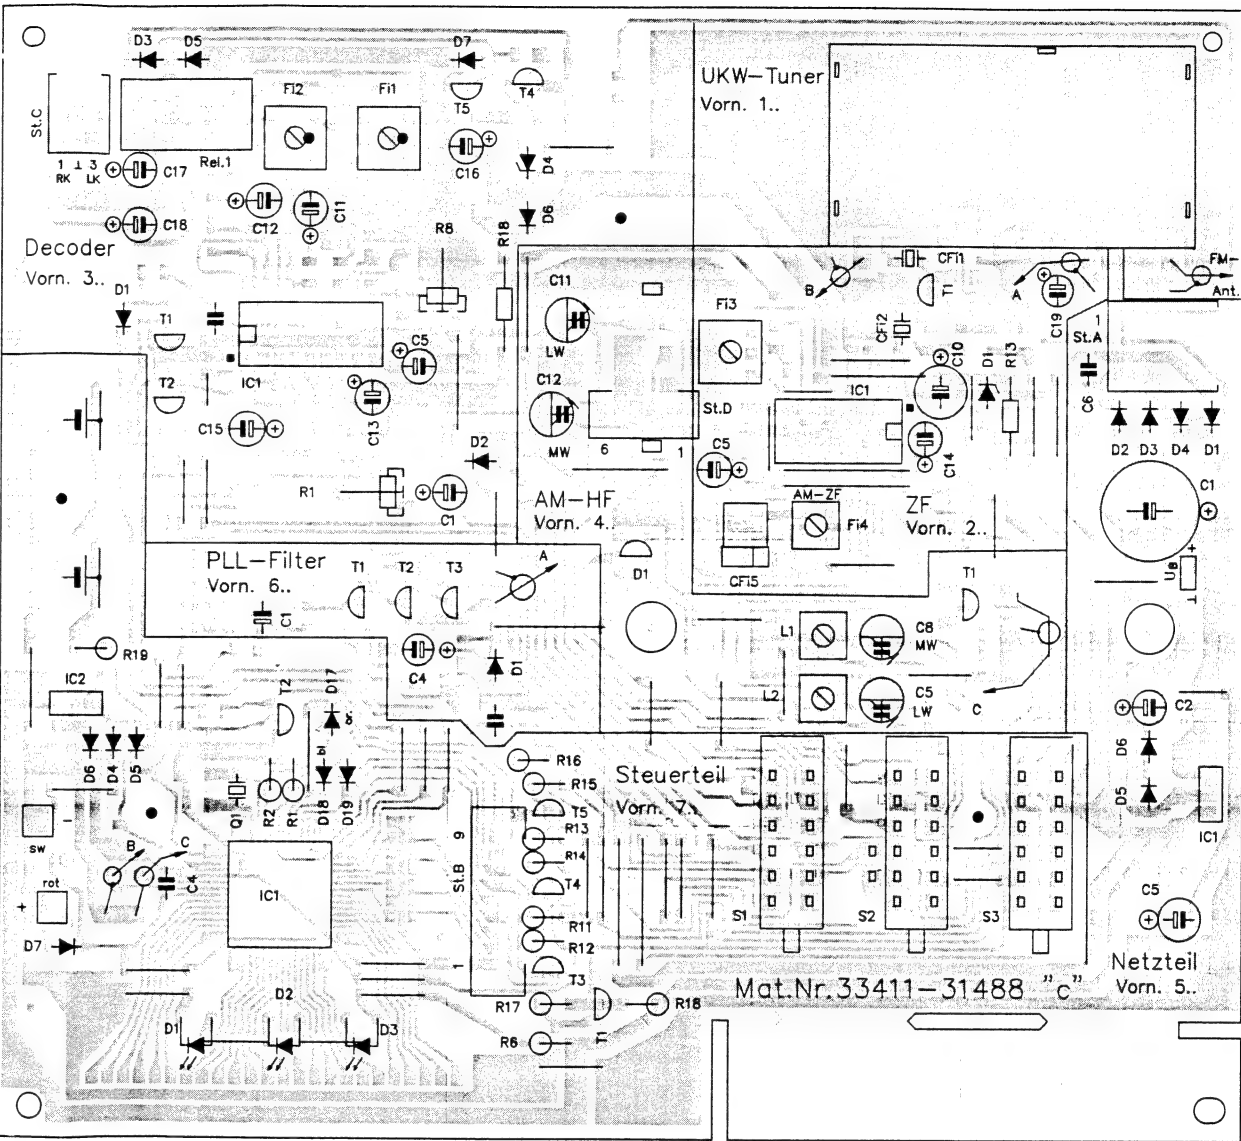 D3 D5 D7
UKW-Tuner
Vorn. 1..
St.C
Fi2 Fi1 T5 T4
1 ⊥ 3
RK LK
C17
Rel.1
C16
D4
C18
C12
C11
D6
Decoder
Vorn. 3..
R8
R18
CFi1
B
T1
A
C19
FM-
Ant.
D1
T1
C11
LW
Fi3
CFi2
1
St.A
IC1
C5
C10
D1
R13
C6
T2
C13
C12
MW
St.D
6 1
IC1
C14
D2 D3 D4 D1
C15
D2
C5
R1
C1
AM-HF
Vorn. 4..
AM-ZF
Fi4
ZF
Vorn. 2..
C1
PLL-Filter
Vorn. 6..
T1 T2 T3
A
D1
CFi5
T1
UB
+
⊥
C1
R19
C4
D1
L1
C8
MW
IC2
T2
D17
gr.
L2
C5
LW
C
C2
D6 D4 D5
bl
R16
R15
Steuerteil
Vorn. 7..
D6
D5
Q1 R2 R1 D18 D19
T5
IC1
sw
-
B C
9
R13
R14
St.B
rot
+
C4
IC1
T4
R11
R12
S1 S2 S3
C5
D7
1
T3
Netzteil
Vorn. 5..
D2
R17
R18
Mat.Nr.33411-31488 "c"
D1 D3
R6
T1